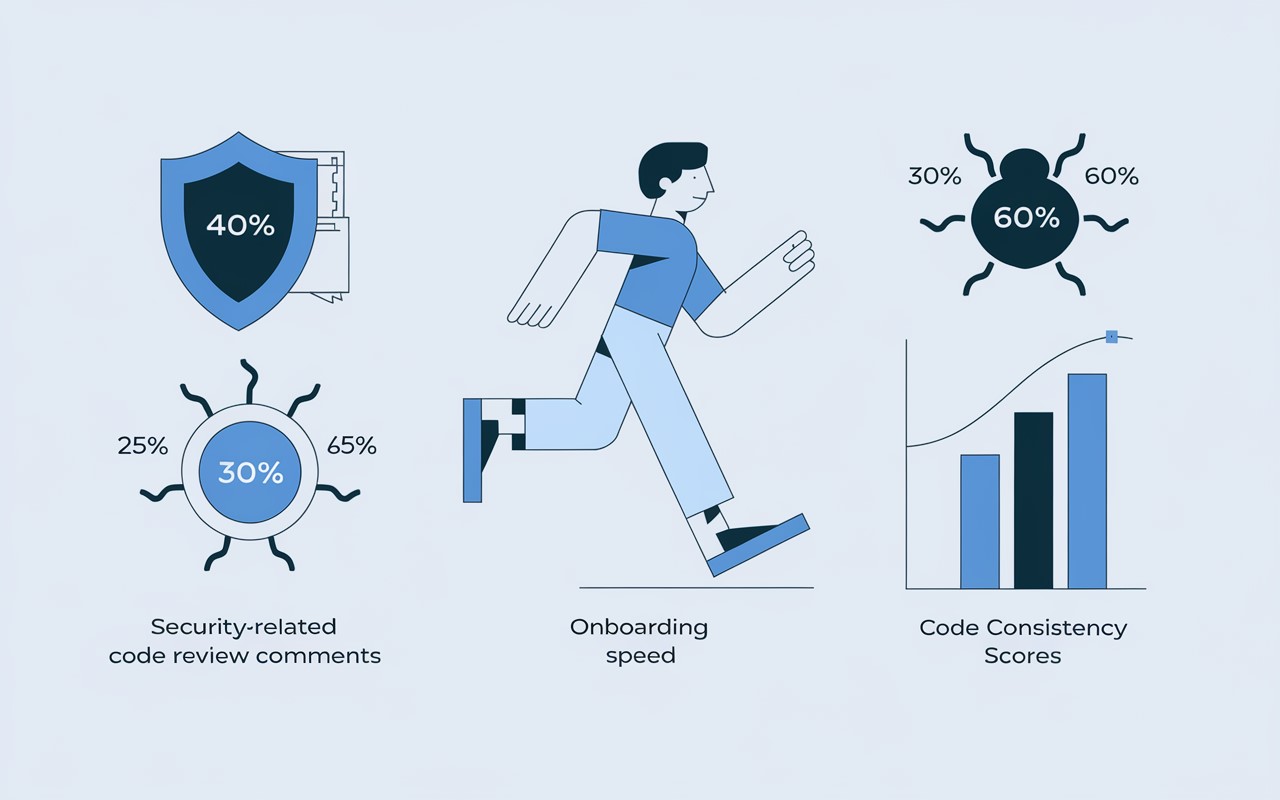 40%
25%
30%
65%
Security-related
code review comments
Onboarding
speed
30%
60%
60%
Code Consistency
Scores